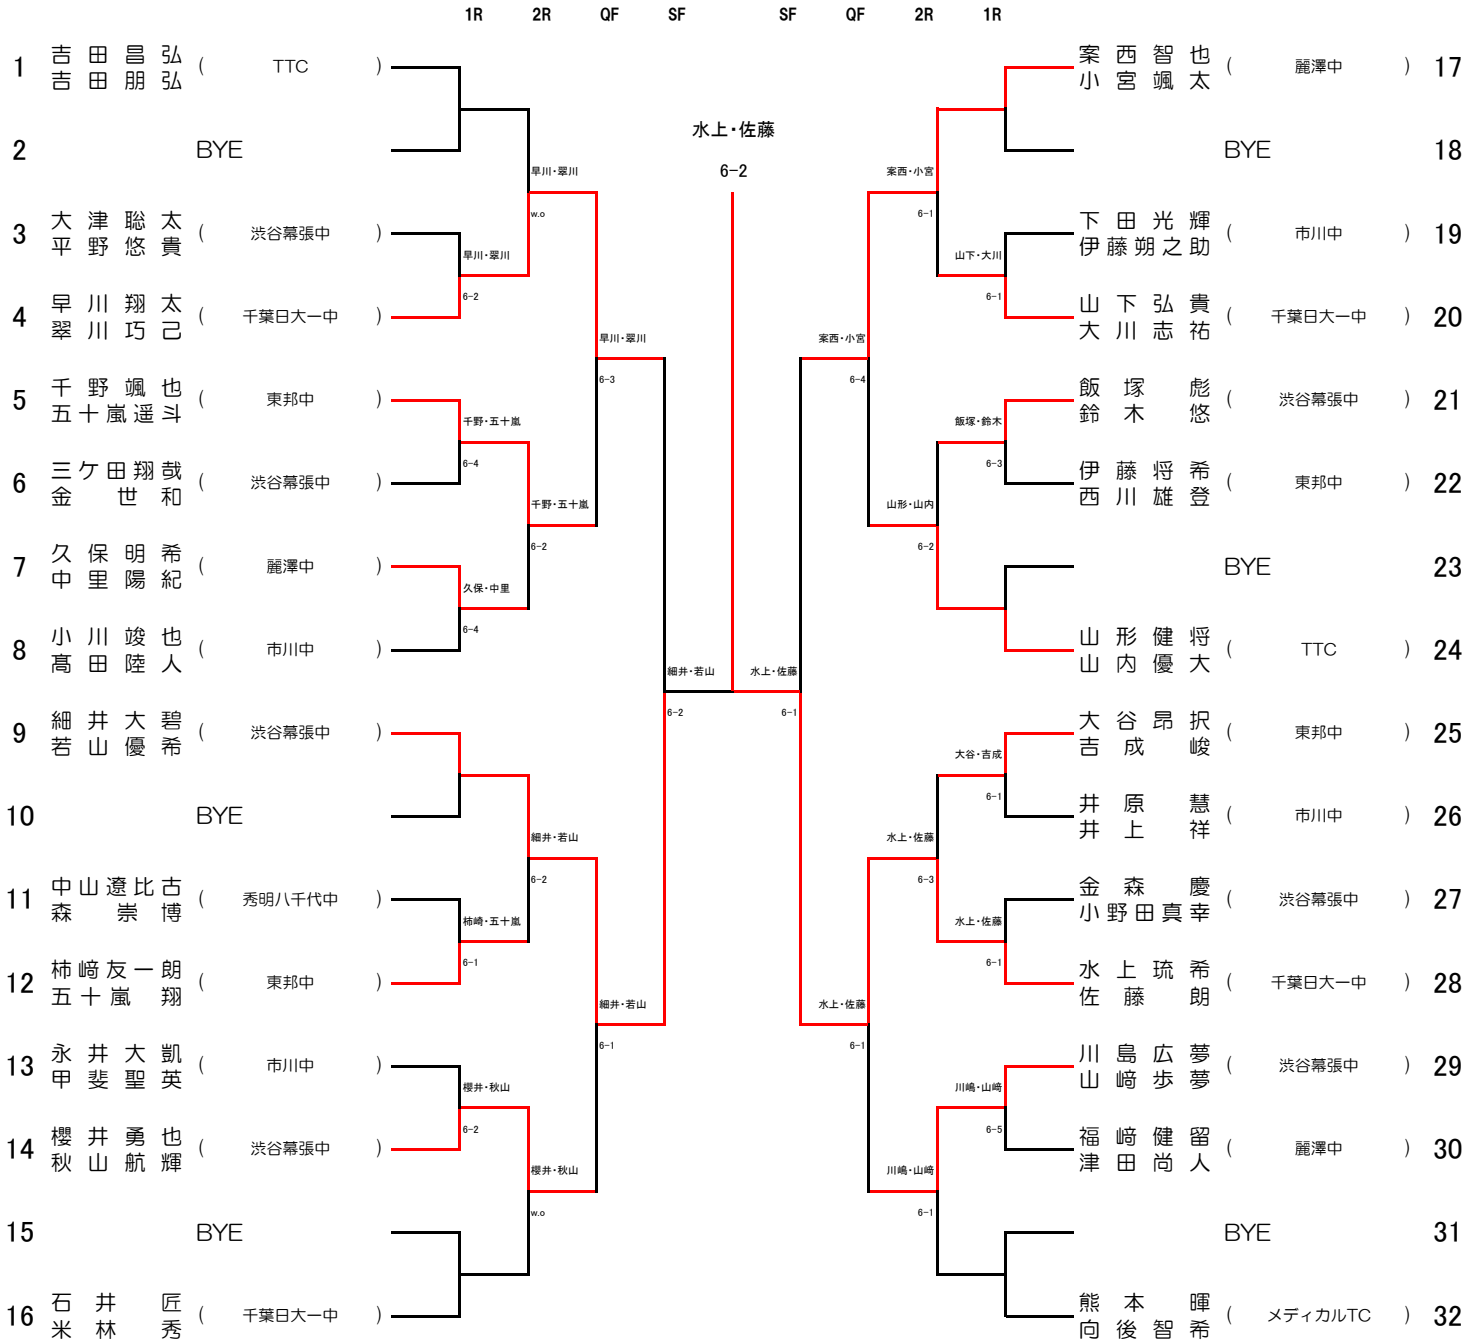 1R 2R QF SF SF QF 2R 1R
1 吉田昌弘 吉田朋弘 ( TTC )
2 BYE
3 大津聡太 平野悠貴 ( 渋谷幕張中 )
4 早川翔太 翠川巧己 ( 千葉日大一中 )
5 千野颯也 五十嵐遥斗 ( 東邦中 )
6 三ケ田翔哉 金世和 ( 渋谷幕張中 )
7 久保明希 中里陽紀 ( 麗澤中 )
8 小川竣也 髙田陸人 ( 市川中 )
9 細井大碧 若山優希 ( 渋谷幕張中 )
10 BYE
11 中山遼比古 森崇博 ( 秀明八千代中 )
12 柿﨑友一朗 五十嵐翔 ( 東邦中 )
13 永井大凱 甲斐聖英 ( 市川中 )
14 櫻井勇也 秋山航輝 ( 渋谷幕張中 )
15 BYE
16 石井匠 米林秀 ( 千葉日大一中 )
早川・翠川
6-2
千野・五十嵐
6-4
久保・中里
6-4
柿崎・五十嵐
6-1
櫻井・秋山
6-2
早川・翠川
w.o
千野・五十嵐
6-2
細井・若山
6-2
櫻井・秋山
w.o
早川・翠川
6-3
細井・若山
6-1
細井・若山
6-2
水上・佐藤
6-2
水上・佐藤
6-1
案西・小宮
6-4
水上・佐藤
6-1
案西・小宮
6-1
山形・山内
6-2
水上・佐藤
6-3
川嶋・山﨑
6-1
山下・大川
6-1
飯塚・鈴木
6-3
大谷・吉成
6-1
水上・佐藤
6-1
川嶋・山﨑
6-5
案西智也 小宮颯太 ( 麗澤中 ) 17
BYE 18
下田光輝 伊藤朔之助 ( 市川中 ) 19
山下弘貴 大川志祐 ( 千葉日大一中 ) 20
飯塚彪 鈴木悠 ( 渋谷幕張中 ) 21
伊藤将希 西川雄登 ( 東邦中 ) 22
BYE 23
山形健将 山内優大 ( TTC ) 24
大谷昂択 吉成峻 ( 東邦中 ) 25
井原慧 井上祥 ( 市川中 ) 26
金森慶 小野田真幸 ( 渋谷幕張中 ) 27
水上琉希 佐藤朗 ( 千葉日大一中 ) 28
川島広夢 山﨑歩夢 ( 渋谷幕張中 ) 29
福﨑健留 津田尚人 ( 麗澤中 ) 30
BYE 31
熊本暉 向後智希 ( メディカルTC ) 32